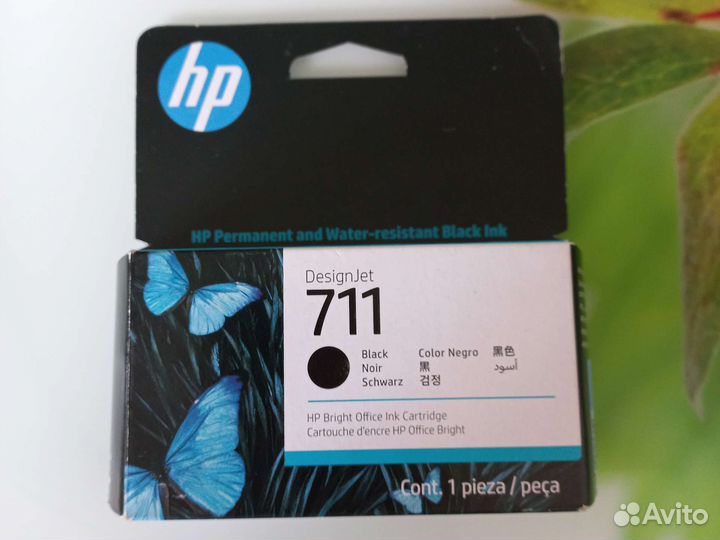 hp
HP Permanent and Water-resistant Black Ink
DesignJet
711
Black Color Negro 黑色
Noir 黒 أسود
Schwarz 검정
HP Bright Office Ink Cartridge
Cartouche d'encre HP Office Bright
Cont. 1 pieza / peça
Avito